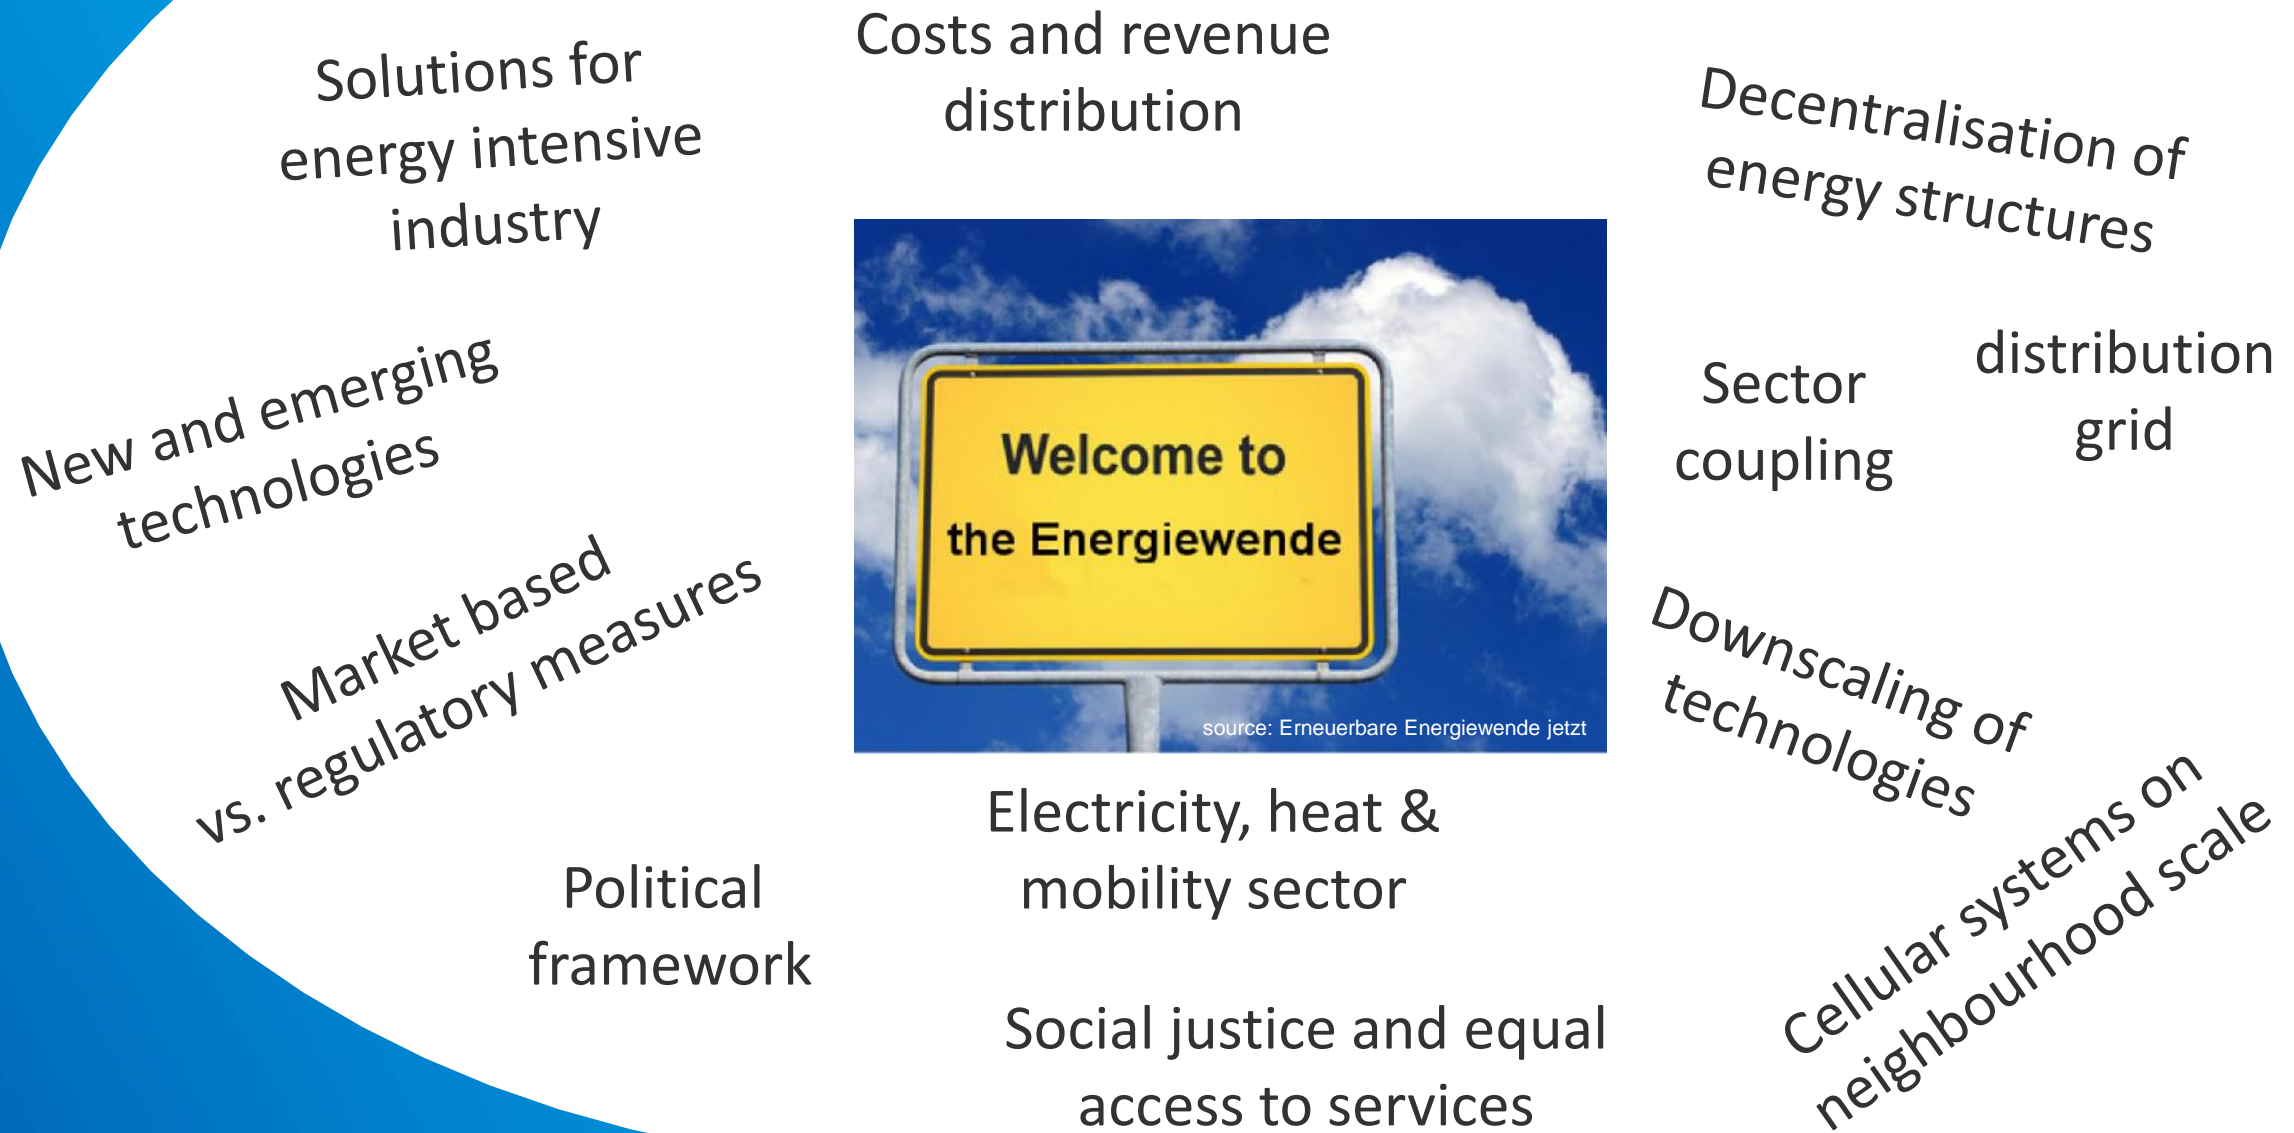 Solutions for
energy intensive
industry
Costs and revenue
distribution
Decentralisation of
energy structures
New and emerging
technologies
Welcome to
the Energiewende
source: Erneuerbare Energiewende jetzt
Sector
coupling
distribution
grid
Market based
vs. regulatory measures
Downscaling of
technologies
Political
framework
Electricity, heat &
mobility sector
Cellular systems on
neighbourhood scale
Social justice and equal
access to services